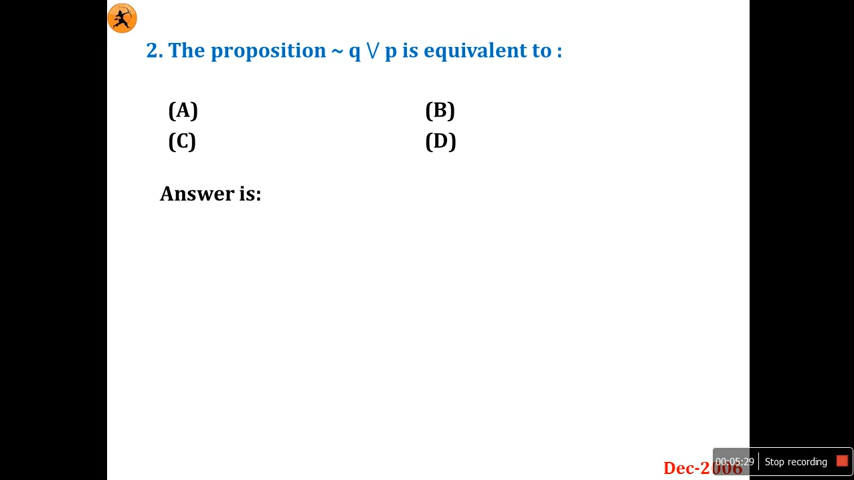 2. The proposition ~ q \/ p is equivalent to :
(A) (B)
(C) (D)
Answer is:
Dec-2006
00:05:29 Stop recording